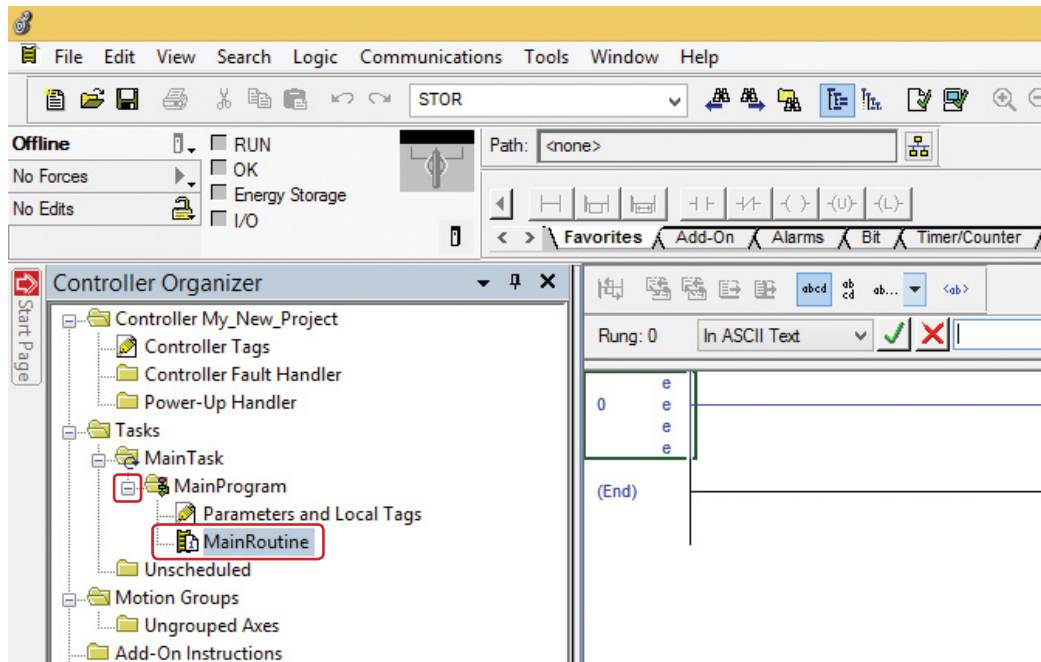 File Edit View Search Logic Communications Tools Window Help
STOR
Offline
RUN
Path: <none>
No Forces
OK
Energy Storage
No Edits
I/O
Favorites Add-On Alarms Bit Timer/Counter
Start Page
Controller Organizer
abcd ab cd ab... <ab>
Controller My_New_Project
Rung: 0 In ASCII Text
Controller Tags
Controller Fault Handler
Power-Up Handler
Tasks
MainTask
MainProgram
Parameters and Local Tags
MainRoutine
Unscheduled
Motion Groups
Ungrouped Axes
Add-On Instructions
e
0 e
e
e
(End)